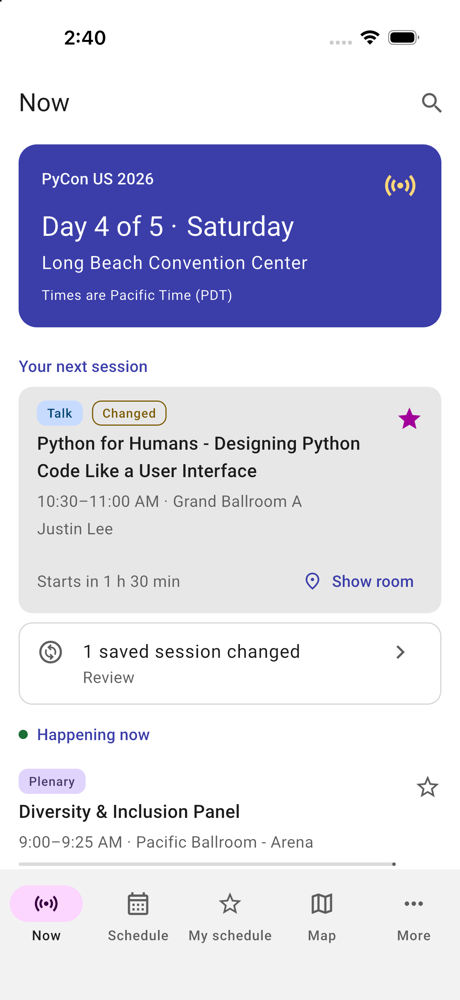 2:40
Now
PyCon US 2026
Day 4 of 5 · Saturday
Long Beach Convention Center
Times are Pacific Time (PDT)
Your next session
Talk
Changed
Python for Humans - Designing Python
Code Like a User Interface
10:30–11:00 AM · Grand Ballroom A
Justin Lee
Starts in 1 h 30 min
Show room
1 saved session changed
Review
Happening now
Plenary
Diversity & Inclusion Panel
9:00–9:25 AM · Pacific Ballroom - Arena
Now
Schedule
My schedule
Map
More